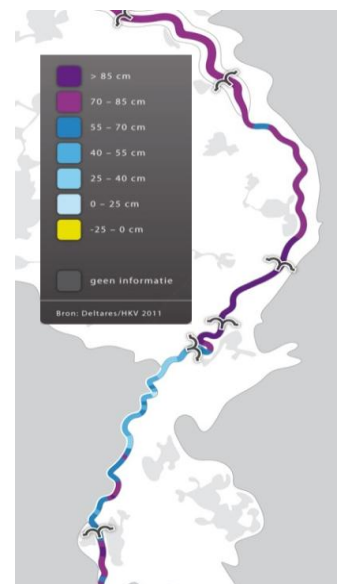 > 85 cm
70 – 85 cm
55 – 70 cm
40 – 55 cm
25 – 40 cm
0 – 25 cm
-25 – 0 cm
geen informatie
Bron: Deltares/HKV 2011